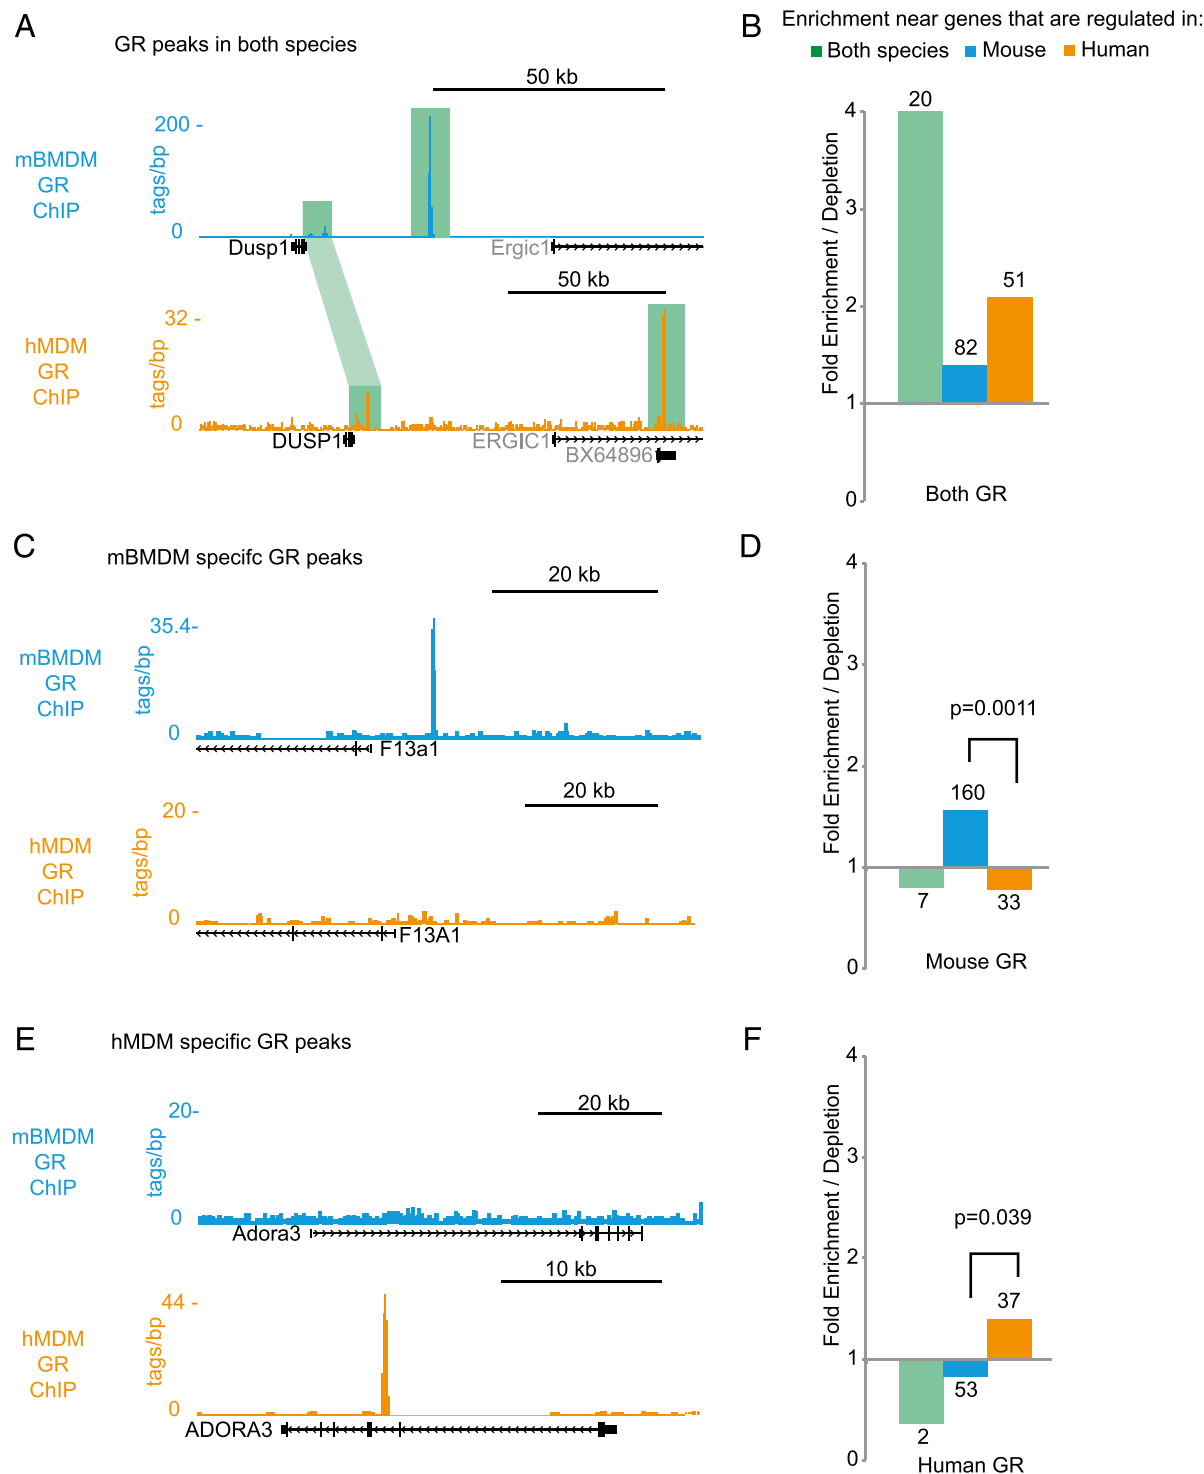 A
GR peaks in both species
50 kb
200 -
mBMDM
GR
ChIP
tags/bp
0
Dusp1
Ergic1
50 kb
32 -
hMDM
GR
ChIP
tags/bp
0
DUSP1
ERGIC1
BX64896
B
Enrichment near genes that are regulated in:
Both species Mouse Human
Fold Enrichment / Depletion
4
3
2
1
0
20
82
51
Both GR
C
mBMDM specifc GR peaks
20 kb
35.4-
mBMDM
GR
ChIP
tags/bp
0
F13a1
20 kb
20 -
hMDM
GR
ChIP
tags/bp
0
F13A1
D
Fold Enrichment / Depletion
4
3
2
1
0
p=0.0011
160
7
33
Mouse GR
E
hMDM specific GR peaks
20 kb
20-
mBMDM
GR
ChIP
tags/bp
0
Adora3
10 kb
44 -
hMDM
GR
ChIP
tags/bp
0
ADORA3
F
Fold Enrichment / Depletion
4
3
2
1
0
p=0.039
37
53
2
Human GR